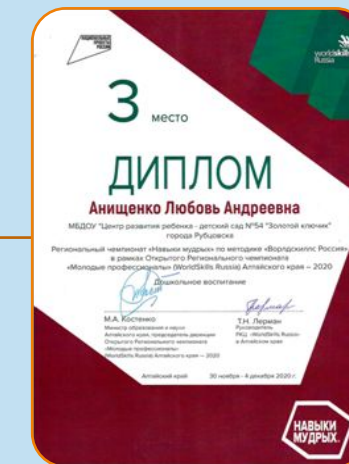 НАЦИОНАЛЬНЫЕ
ПРОЕКТЫ
РОССИИ
worldskills
Russia
3 место
ДИПЛОМ
Анищенко Любовь Андреевна
МБДОУ "Центр развития ребенка - детский сад №54 "Золотой ключик"
города Рубцовска
Региональный чемпионат «Навыки мудрых» по методике «Ворлдскиллс Россия»
в рамках Открытого Регионального чемпионата
«Молодые профессионалы» (WorldSkills Russia) Алтайского края – 2020
Дошкольное воспитание
М.А. Костенко
Министр образования и науки
Алтайского края, председатель дирекции
Открытого Регионального чемпионата
«Молодые профессионалы»
(WorldSkills Russia) Алтайского края — 2020
Т.Н. Лерман
Руководитель
РКЦ «WorldSkills Russia»
в Алтайском крае
Алтайский край 30 ноября - 4 декабря 2020 г.
НАВЫКИ
МУДРЫХ